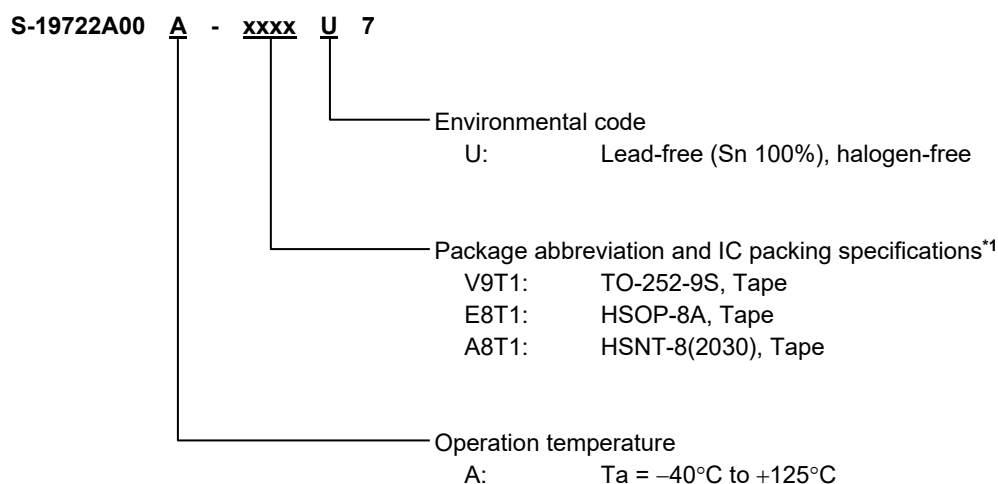 S-19722A00 A - xxxx U 7
Environmental code
U: Lead-free (Sn 100%), halogen-free
Package abbreviation and IC packing specifications*1
V9T1: TO-252-9S, Tape
E8T1: HSOP-8A, Tape
A8T1: HSNT-8(2030), Tape
Operation temperature
A: Ta = −40°C to +125°C